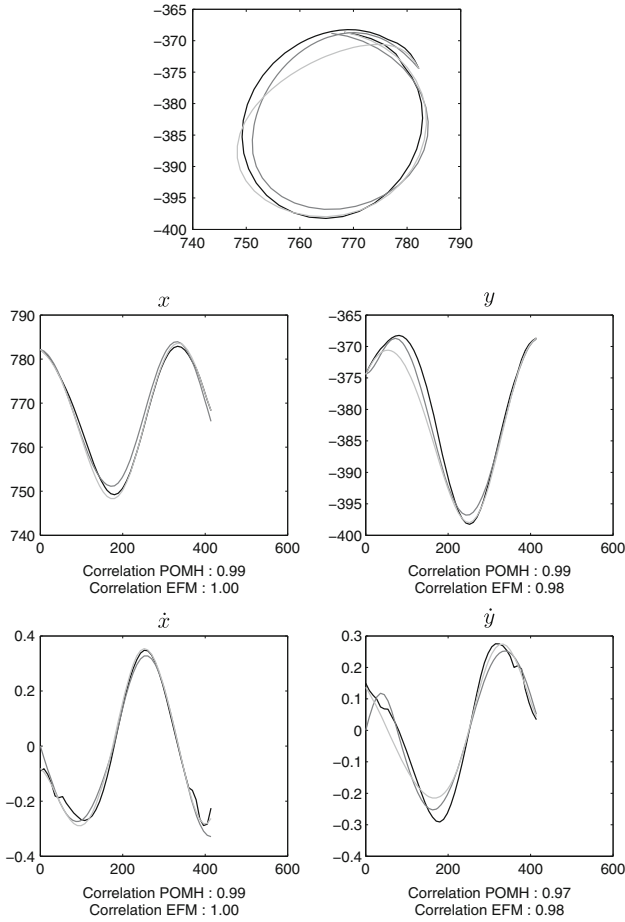 −365
−370
−375
−380
−385
−390
−395
−400
740 750 760 770 780 790
x
790
780
770
760
750
740
0 200 400 600
Correlation POMH : 0.99
Correlation EFM : 1.00
y
−365
−370
−375
−380
−385
−390
−395
−400
0 200 400 600
Correlation POMH : 0.99
Correlation EFM : 0.98
ẋ
0.4
0.2
0
−0.2
−0.4
0 200 400 600
Correlation POMH : 0.99
Correlation EFM : 1.00
ẏ
0.3
0.2
0.1
0
−0.1
−0.2
−0.3
−0.4
0 200 400 600
Correlation POMH : 0.97
Correlation EFM : 0.98